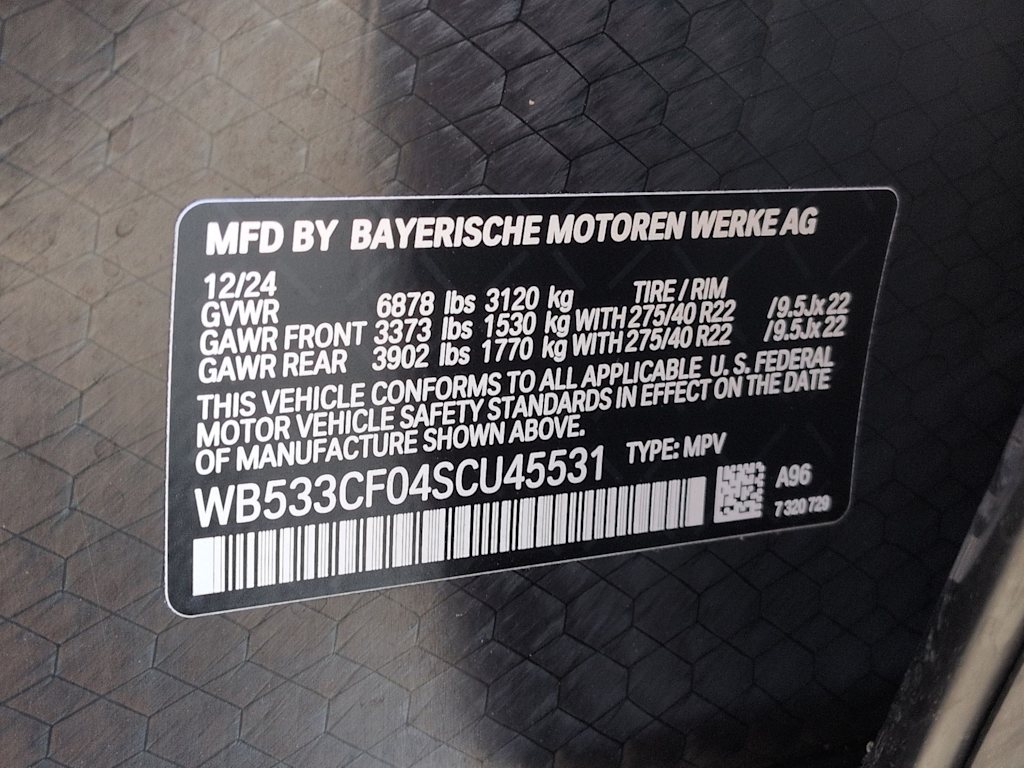 MFD BY BAYERISCHE MOTOREN WERKE AG
12/24 TIRE / RIM
GVWR 6878 lbs 3120 kg
GAWR FRONT 3373 lbs 1530 kg WITH 275/40 R22 /9.5Jx22
GAWR REAR 3902 lbs 1770 kg WITH 275/40 R22 /9.5Jx22
THIS VEHICLE CONFORMS TO ALL APPLICABLE U.S. FEDERAL
MOTOR VEHICLE SAFETY STANDARDS IN EFFECT ON THE DATE
OF MANUFACTURE SHOWN ABOVE.
WB533CF04SCU45531 TYPE: MPV
A96
7 320 720